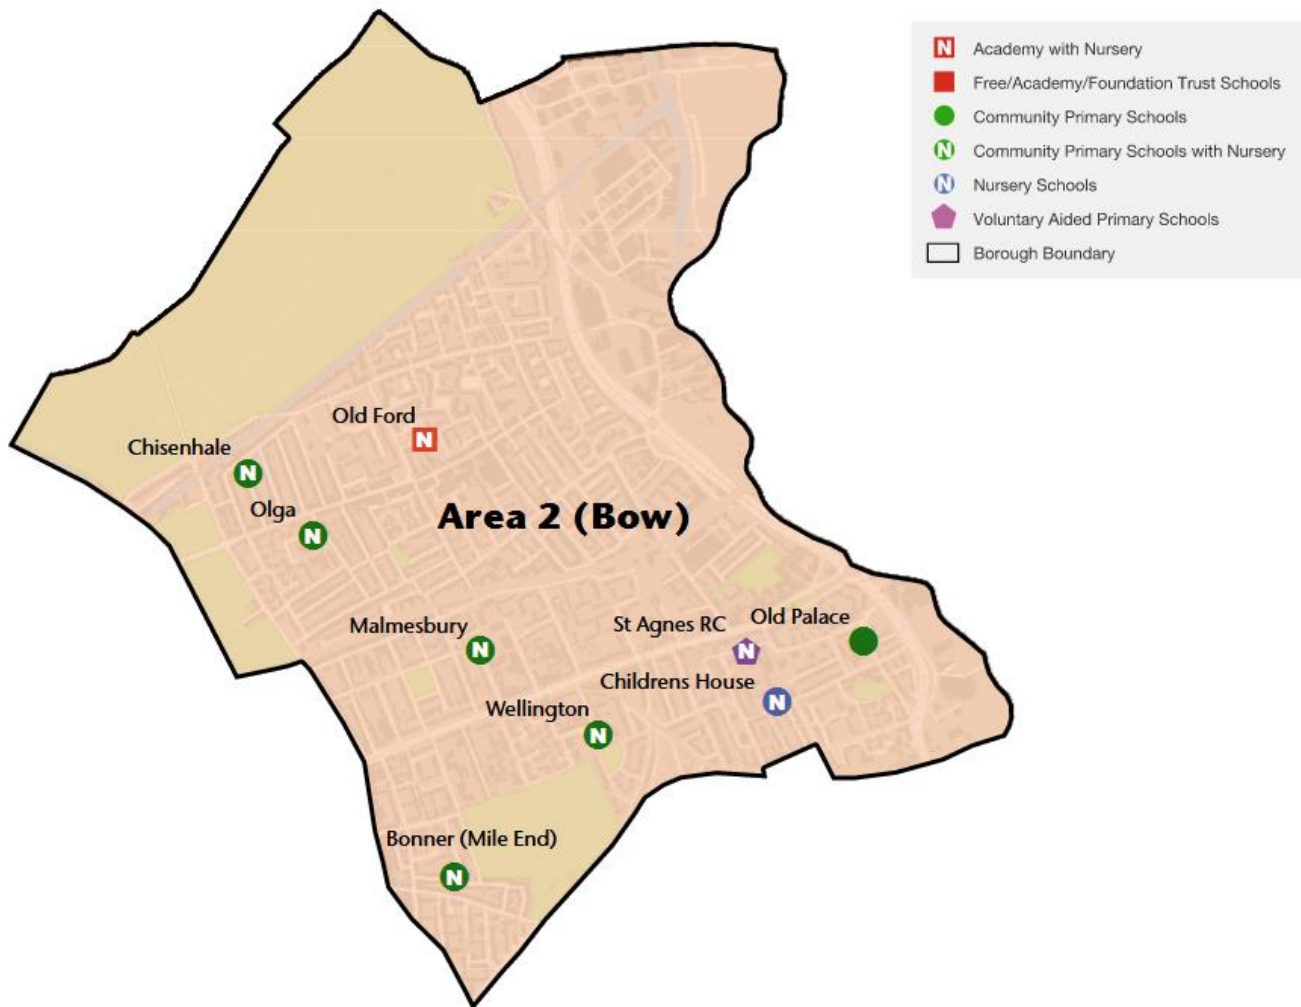 N Academy with Nursery
Free/Academy/Foundation Trust Schools
Community Primary Schools
N Community Primary Schools with Nursery
N Nursery Schools
Voluntary Aided Primary Schools
Borough Boundary
Old Ford
N
Chisenhale
N
Olga
N
Area 2 (Bow)
Malmesbury
N
St Agnes RC
N
Old Palace
Childrens House
N
Wellington
N
Bonner (Mile End)
N